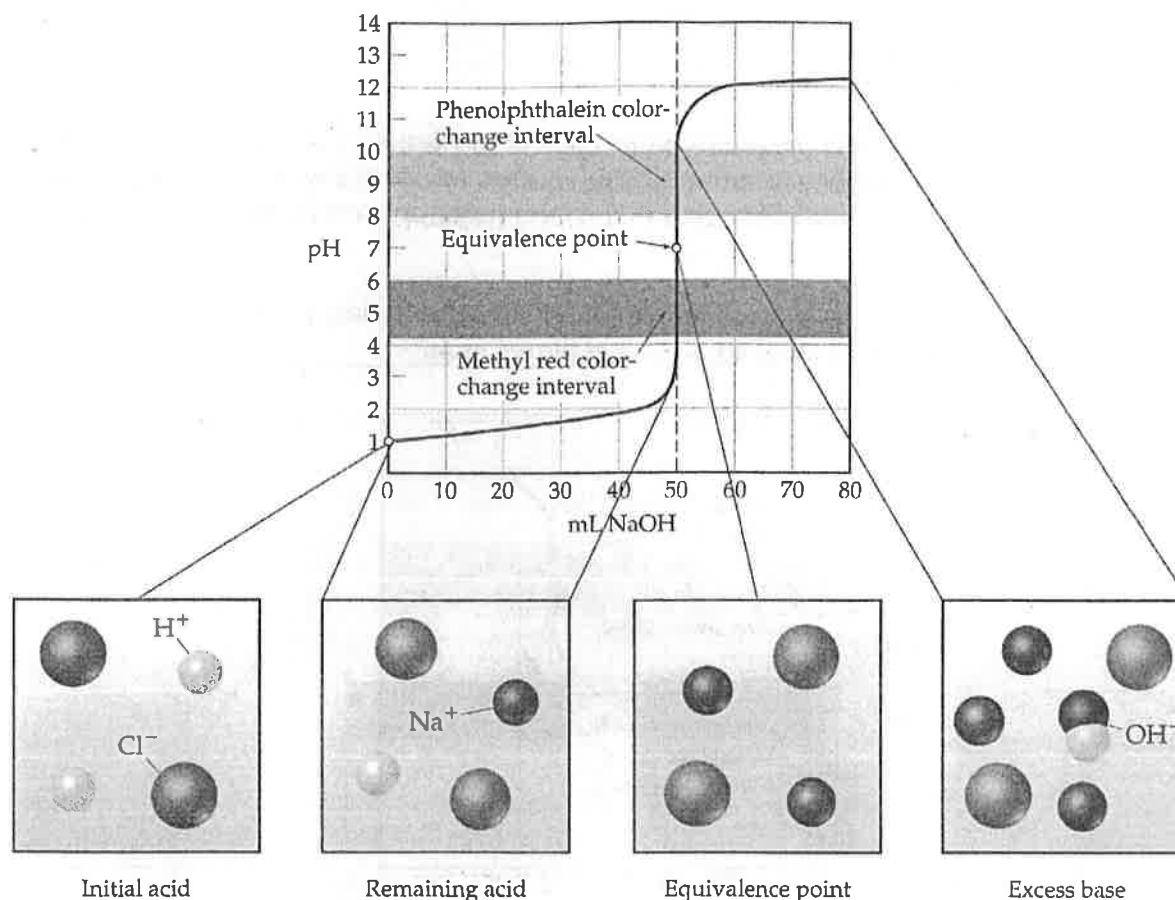 14
13
12
11
10
9
8
7
6
5
4
3
2
1
pH
Phenolphthalein color-
change interval
Equivalence point
Methyl red color-
change interval
0 10 20 30 40 50 60 70 80
mL NaOH
H⁺
Cl⁻
Na⁺
OH⁻
Initial acid
Remaining acid
Equivalence point
Excess base